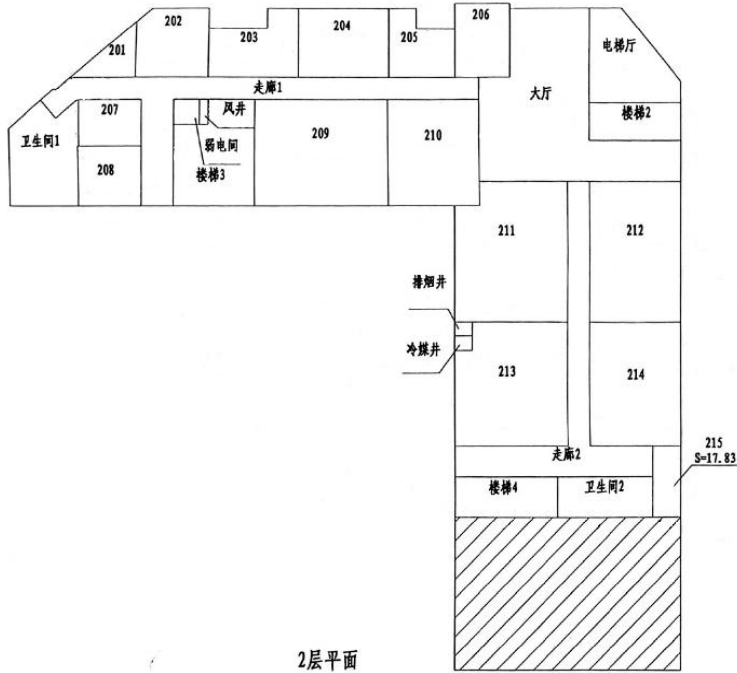 206
202
204
201
203
205
电梯厅
走廊1
大厅
207
风井
楼梯2
卫生间1
209
210
弱电间
208
楼梯3
211
212
排烟井
冷媒井
213
214
215
S=17.83
走廊2
楼梯4
卫生间2
2层平面